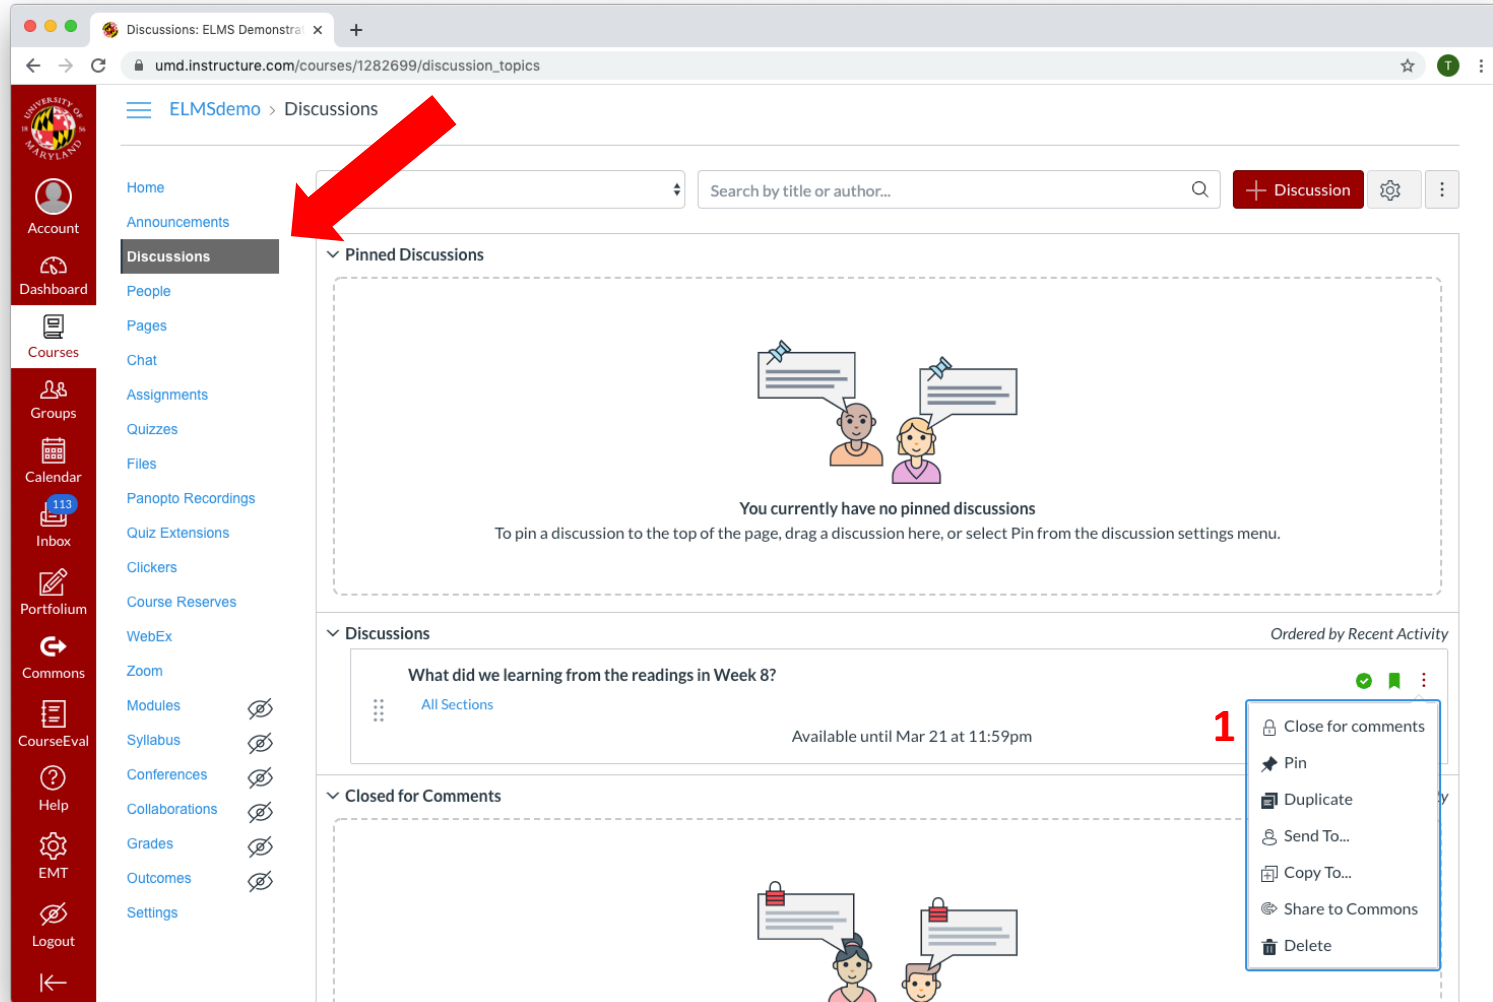 Discussions: ELMS Demonstrat
umd.instructure.com/courses/1282699/discussion_topics
T
UNIVERSITY OF
18 56
MARYLAND
ELMSdemo > Discussions
Account
Dashboard
Courses
Groups
Calendar
113
Inbox
Portfolium
Commons
CourseEval
Help
EMT
Logout
Home
Announcements
Discussions
People
Pages
Chat
Assignments
Quizzes
Files
Panopto Recordings
Quiz Extensions
Clickers
Course Reserves
WebEx
Zoom
Modules
Syllabus
Conferences
Collaborations
Grades
Outcomes
Settings
Search by title or author...
Discussion
Pinned Discussions
You currently have no pinned discussions
To pin a discussion to the top of the page, drag a discussion here, or select Pin from the discussion settings menu.
Discussions
Ordered by Recent Activity
What did we learning from the readings in Week 8?
All Sections
Available until Mar 21 at 11:59pm
1
Close for comments
Pin
Duplicate
Send To...
Copy To...
Share to Commons
Delete
Closed for Comments